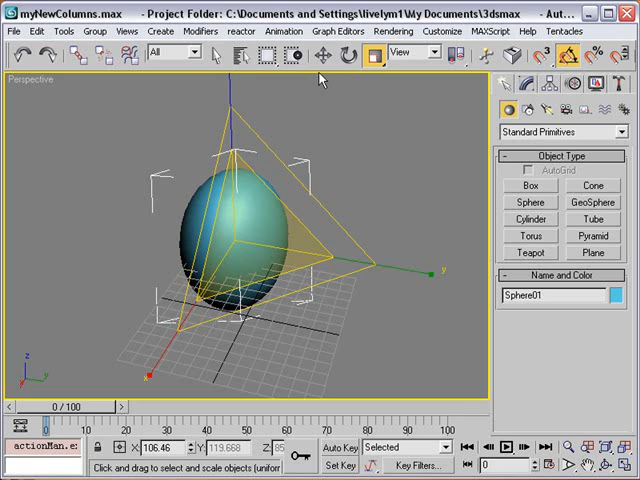 myNewColumns.max - Project Folder: C:\Documents and Settings\livelym1\My Documents\3dsmax - Aut...
File Edit Tools Group Views Create Modifiers reactor Animation Graph Editors Rendering Customize MAXScript Help Tentacles
All View 3 %
Perspective
Standard Primitives
- Object Type
AutoGrid
Box Cone
Sphere GeoSphere
Cylinder Tube
Torus Pyramid
Teapot Plane
- Name and Color
Sphere01
z
y
x
z
y
x
< 0 / 100 >
0 10 20 30 40 50 60 70 80 90 100
actionMan.e: X: 106.46 Y: 119.668 Z: 85 Auto Key Selected
Click and drag to select and scale objects (uniform Set Key Key Filters... 0